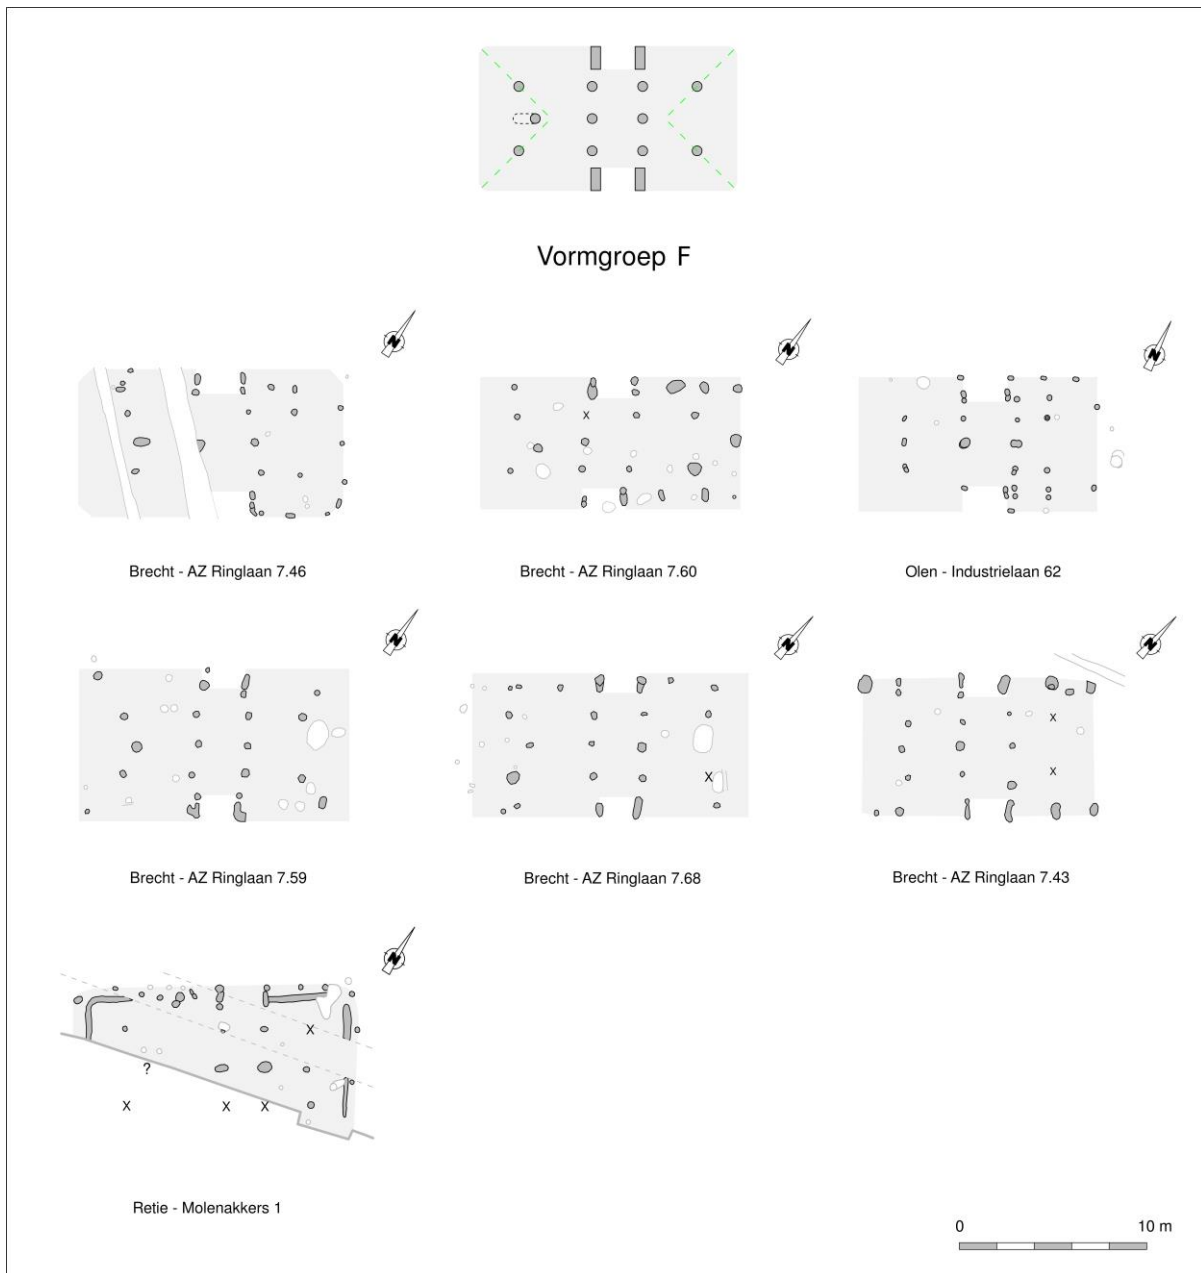 Vormgroep F
N
N
N
X
Brecht - AZ Ringlaan 7.46
Brecht - AZ Ringlaan 7.60
Olen - Industrielaan 62
N
N
N
X
X
X
Brecht - AZ Ringlaan 7.59
Brecht - AZ Ringlaan 7.68
Brecht - AZ Ringlaan 7.43
N
X
?
X X X
Retie - Molenakkers 1
0 10 m